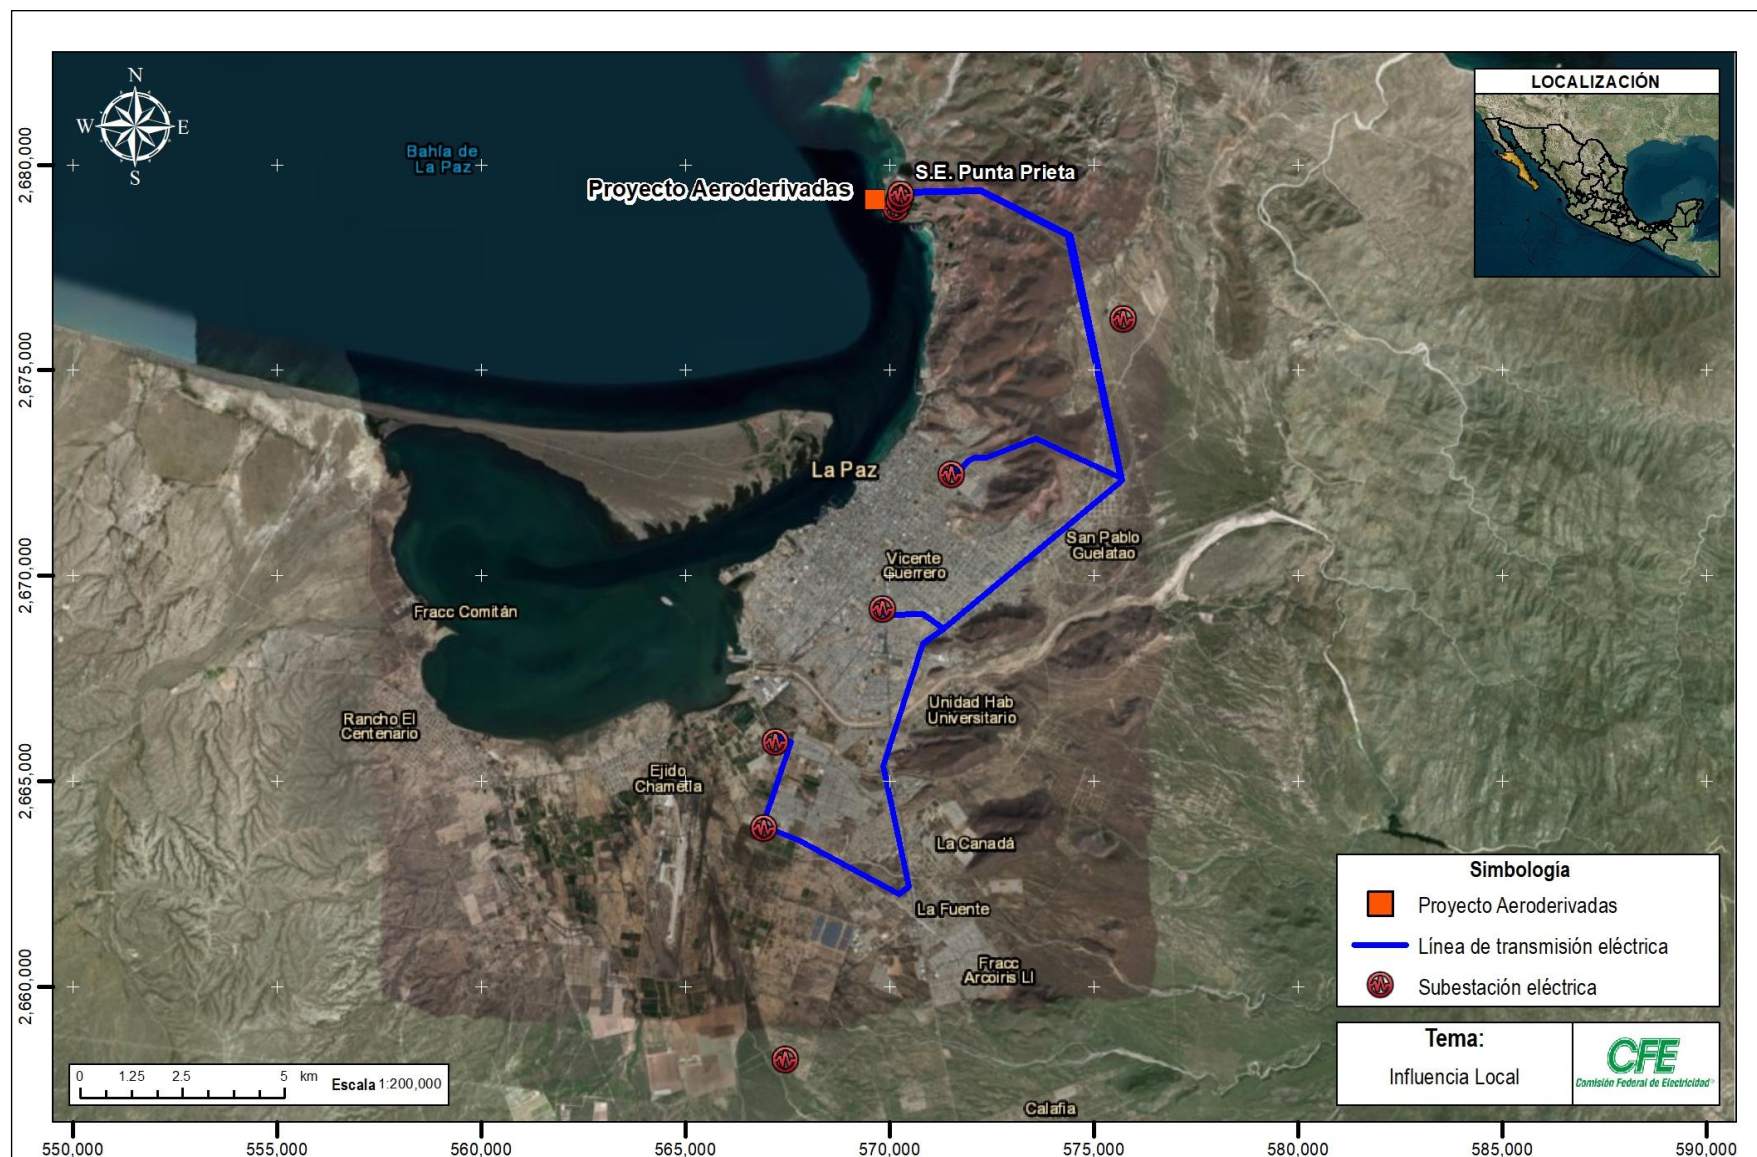 N
W
E
S
LOCALIZACIÓN
Bahía de
La Paz
S.E. Punta Prieta
Proyecto Aeroderivadas
La Paz
San Pablo
Guelatao
Vicente
Guerrero
Fracc Comitán
Unidad Hab
Universitario
Rancho El
Centenario
Ejido
Chametla
La Canadá
La Fuente
Fracc
Arcoiris LI
Calafia
Simbología
Proyecto Aeroderivadas
Línea de transmisión eléctrica
Subestación eléctrica
Tema:
Influencia Local
CFE
Comisión Federal de Electricidad
0 1.25 2.5 5 km
Escala 1:200,000
2,680,000
2,675,000
2,670,000
2,665,000
2,660,000
550,000 555,000 560,000 565,000 570,000 575,000 580,000 585,000 590,000